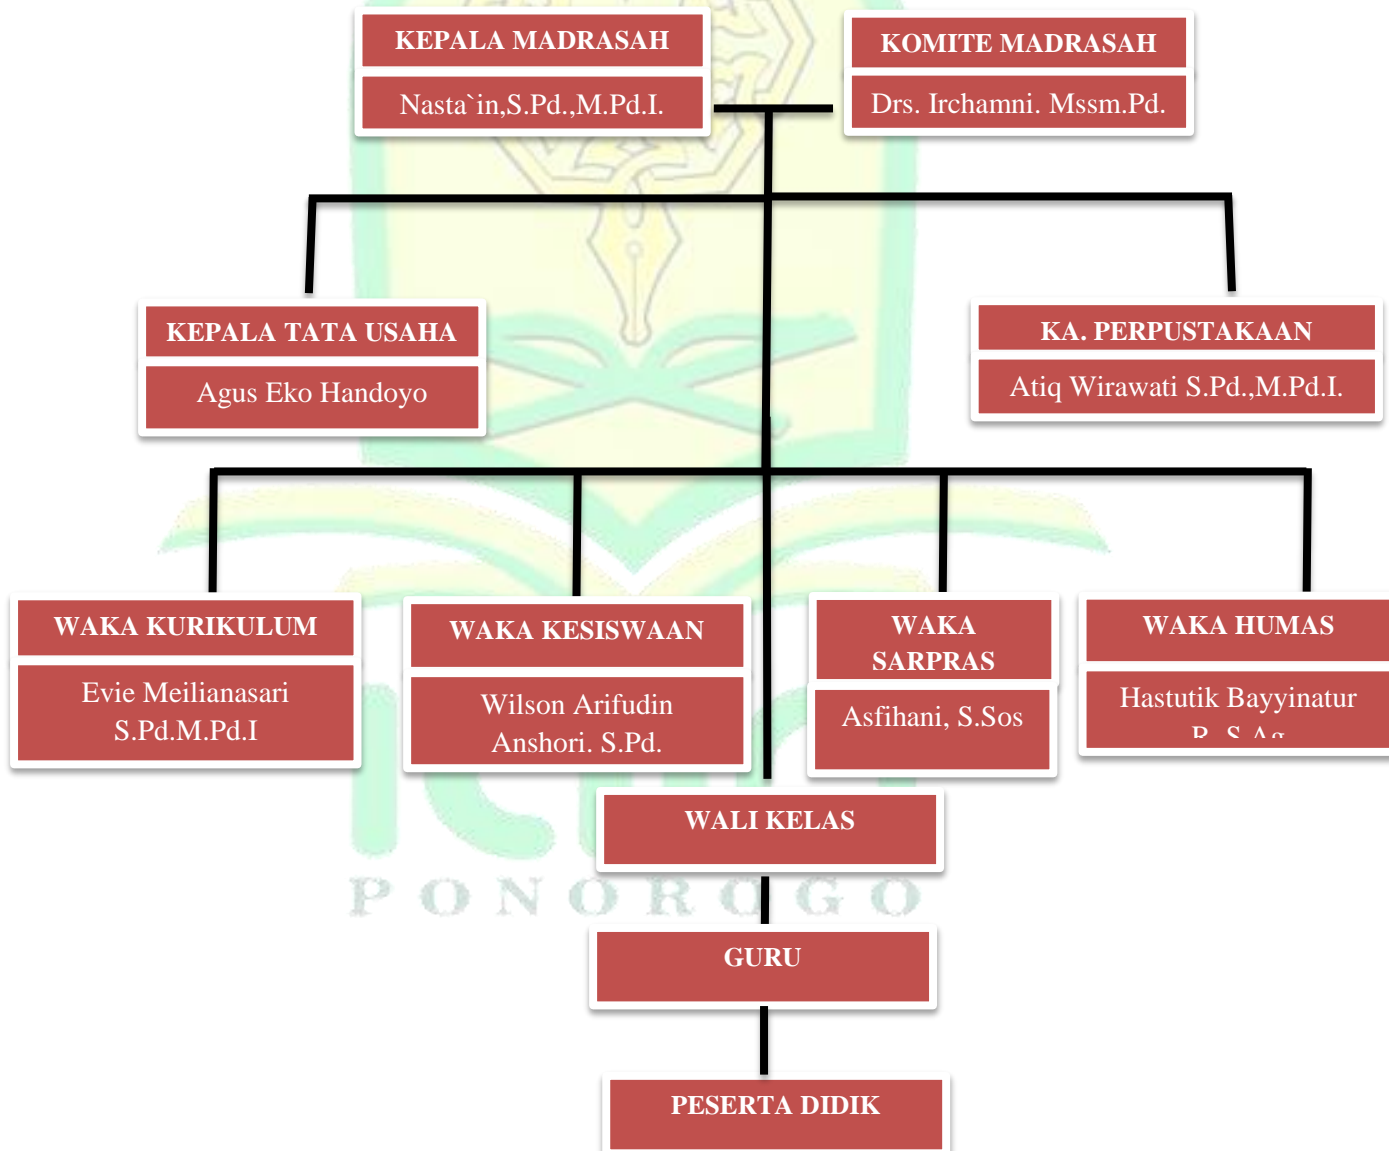 KEPALA MADRASAH
Nasta`in,S.Pd.,M.Pd.I.
KOMITE MADRASAH
Drs. Irchamni. Mssm.Pd.
KEPALA TATA USAHA
Agus Eko Handoyo
KA. PERPUSTAKAAN
Atiq Wirawati S.Pd.,M.Pd.I.
WAKA KURIKULUM
Evie Meilianasari
S.Pd.M.Pd.I
WAKA KESISWAAN
Wilson Arifudin
Anshori. S.Pd.
WAKA
SARPRAS
Asfihani, S.Sos
WAKA HUMAS
Hastutik Bayyinatur
WALI KELAS
PONOROGO
GURU
PESERTA DIDIK